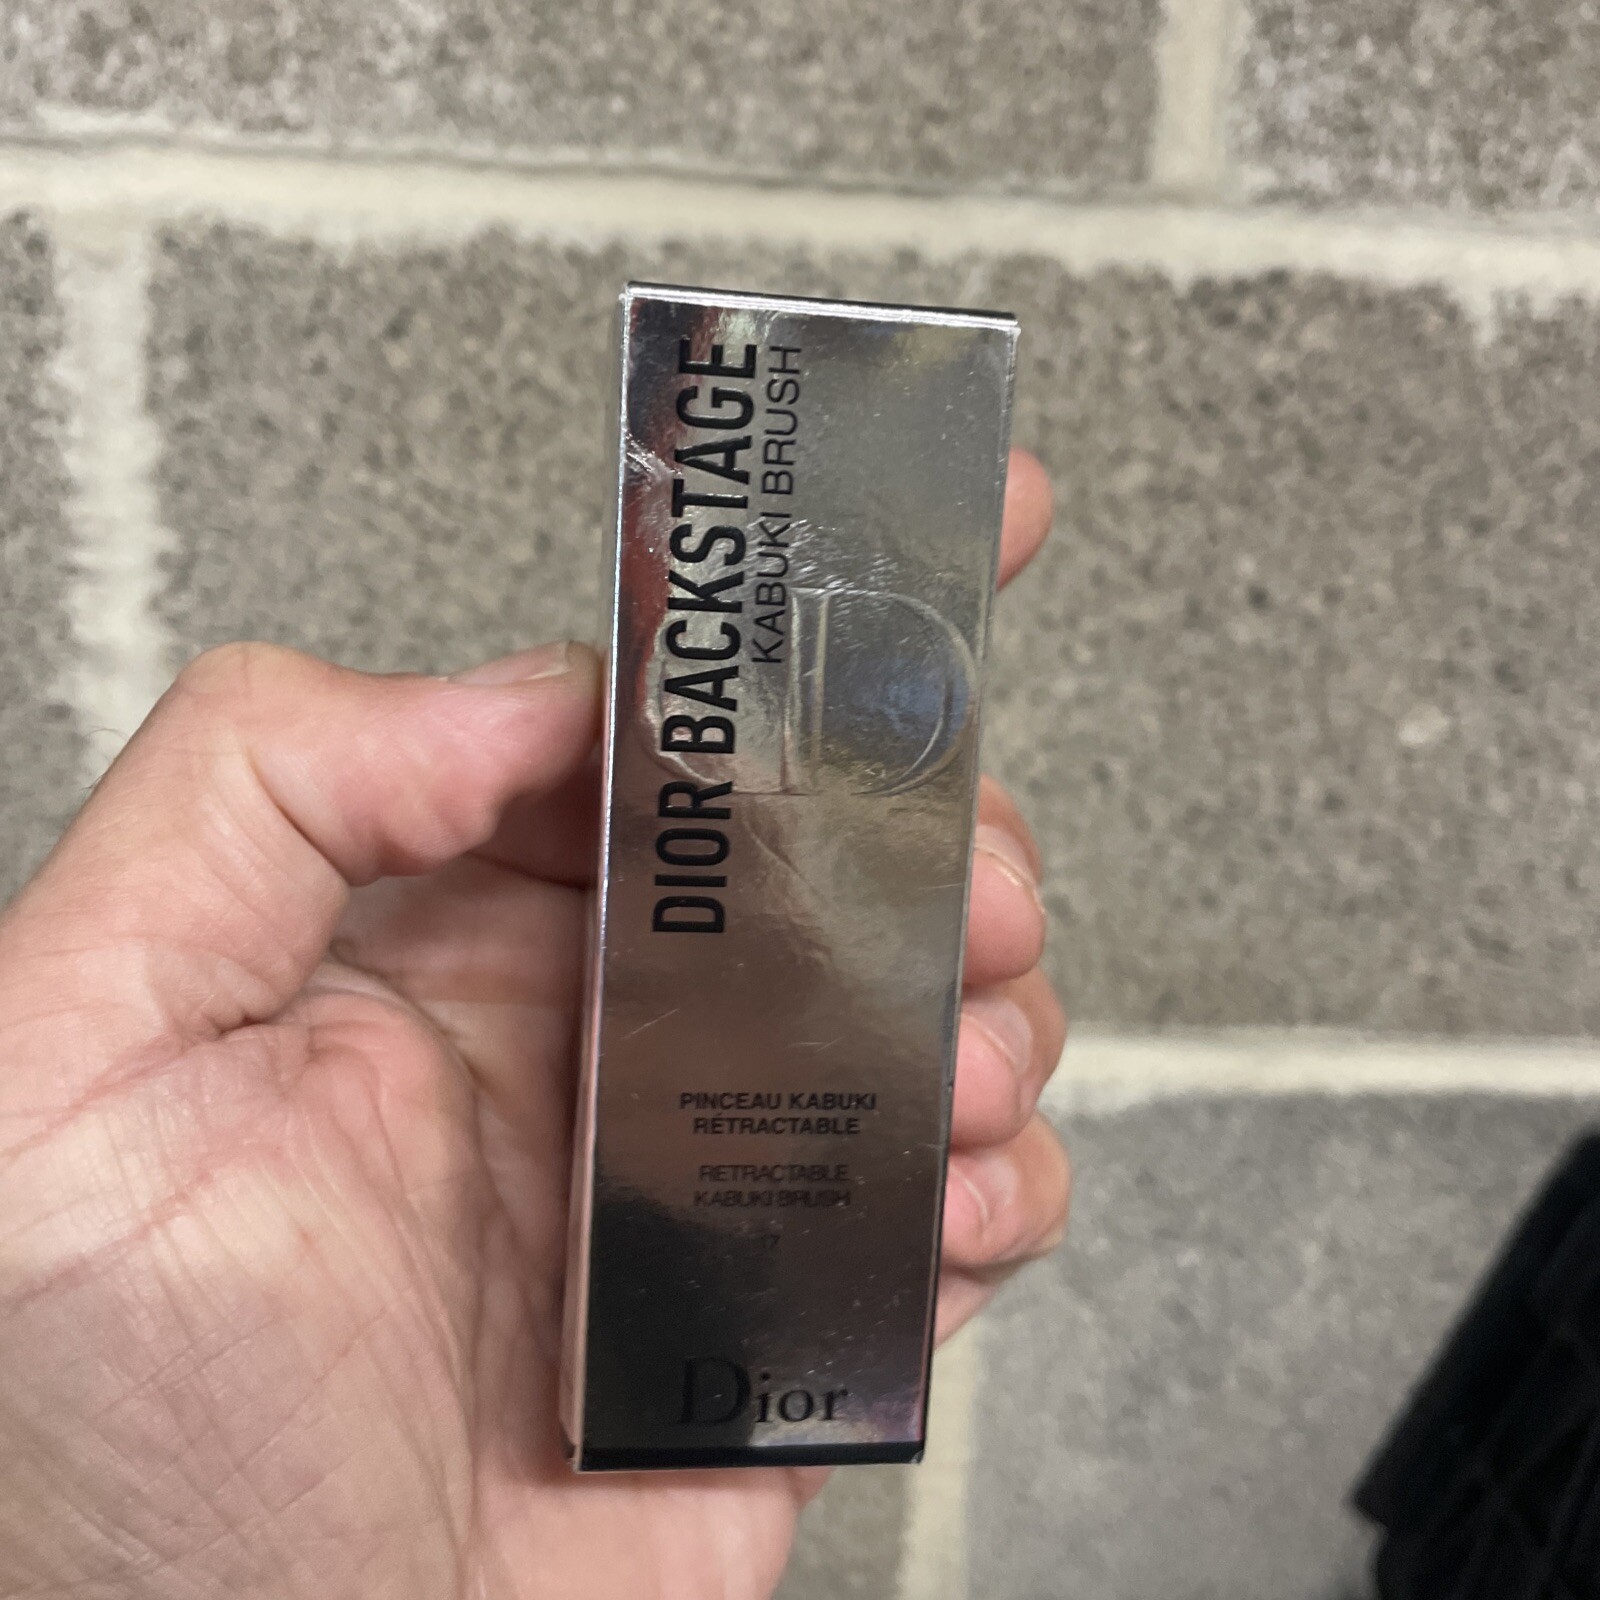 DIOR BACKSTAGE
KABUKI BRUSH
PINCEAU KABUKI
RÉTRACTABLE
RETRACTABLE
KABUKI BRUSH
17
Dior